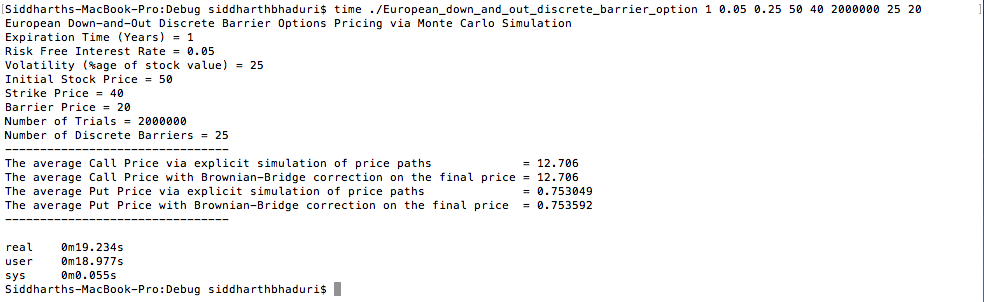 Siddharths-MacBook-Pro:Debug siddharthbhaduri$ time ./European_down_and_out_discrete_barrier_option 1 0.05 0.25 50 40 2000000 25 20
European Down-and-Out Discrete Barrier Options Pricing via Monte Carlo Simulation
Expiration Time (Years) = 1
Risk Free Interest Rate = 0.05
Volatility (%age of stock value) = 25
Initial Stock Price = 50
Strike Price = 40
Barrier Price = 20
Number of Trials = 2000000
Number of Discrete Barriers = 25
--------------------------------
The average Call Price via explicit simulation of price paths             = 12.706
The average Call Price with Brownian-Bridge correction on the final price = 12.706
The average Put Price via explicit simulation of price paths              = 0.753049
The average Put Price with Brownian-Bridge correction on the final price  = 0.753592
--------------------------------
real    0m19.234s
user    0m18.977s
sys     0m0.055s
Siddharths-MacBook-Pro:Debug siddharthbhaduri$